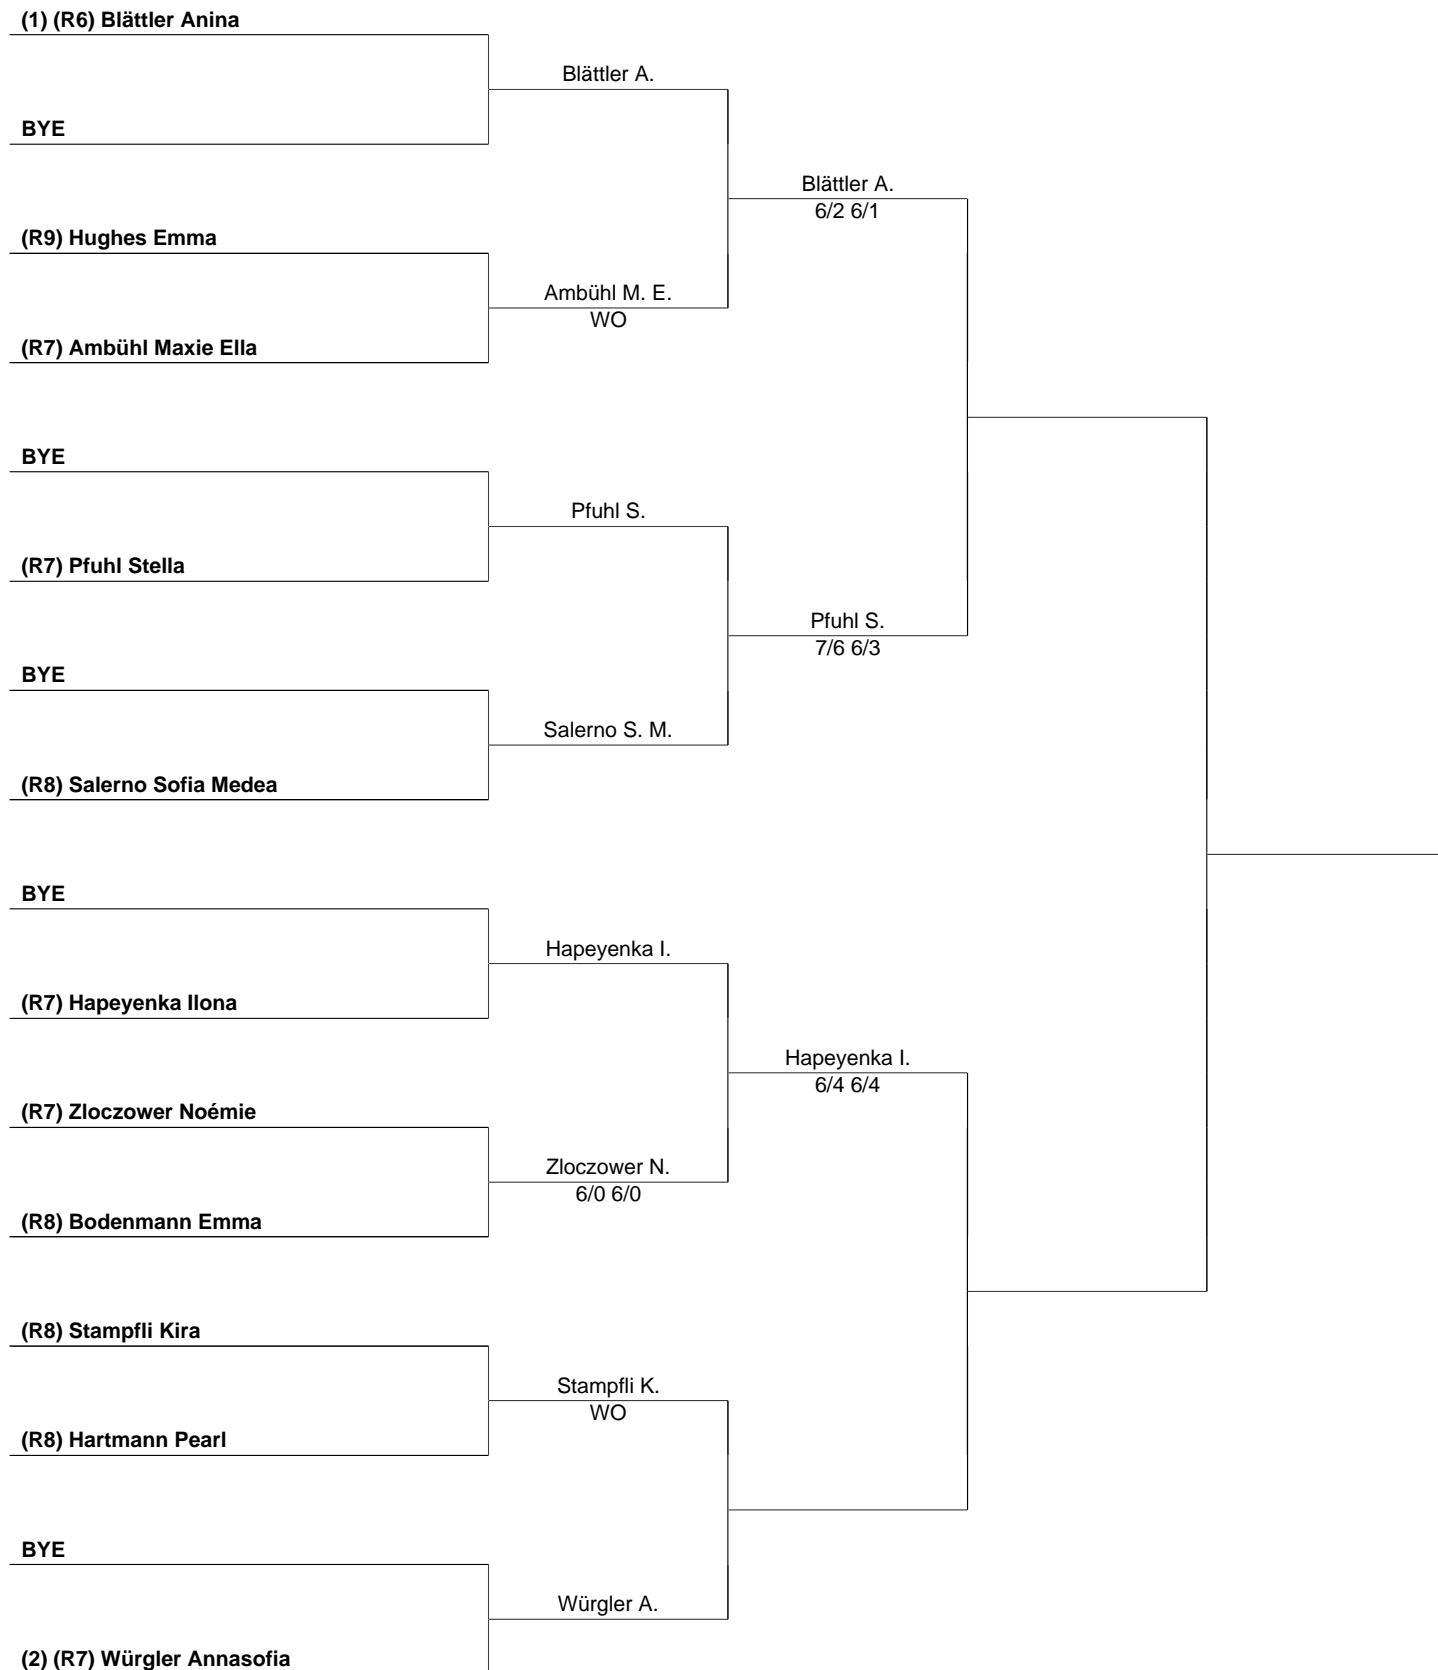 (1) (R6) Blättler Anina
Blättler A.
BYE
Blättler A.
6/2 6/1
(R9) Hughes Emma
Ambühl M. E.
WO
(R7) Ambühl Maxie Ella
BYE
Pfuhl S.
(R7) Pfuhl Stella
Pfuhl S.
7/6 6/3
BYE
Salerno S. M.
(R8) Salerno Sofia Medea
BYE
Hapeyenka I.
(R7) Hapeyenka Ilona
Hapeyenka I.
6/4 6/4
(R7) Zloczower Noémie
Zloczower N.
6/0 6/0
(R8) Bodenmann Emma
(R8) Stampfli Kira
Stampfli K.
WO
(R8) Hartmann Pearl
BYE
Würgler A.
(2) (R7) Würgler Annasofia